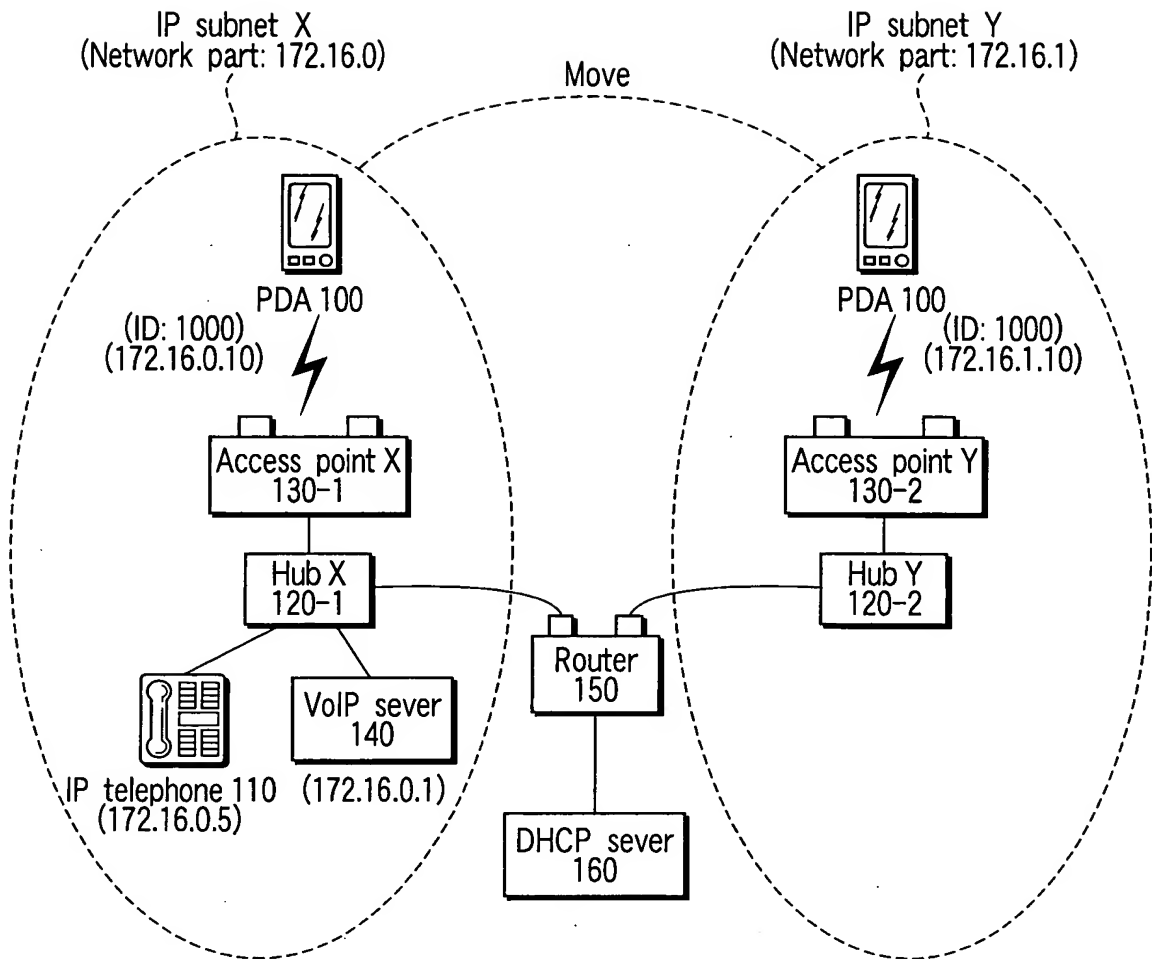 IP subnet X
(Network part: 172.16.0)
IP subnet Y
(Network part: 172.16.1)
Move
PDA 100
(ID: 1000)
(172.16.0.10)
PDA 100
(ID: 1000)
(172.16.1.10)
Access point X
130-1
Access point Y
130-2
Hub X
120-1
Hub Y
120-2
Router
150
VoIP sever
140
IP telephone 110
(172.16.0.5)
(172.16.0.1)
DHCP sever
160